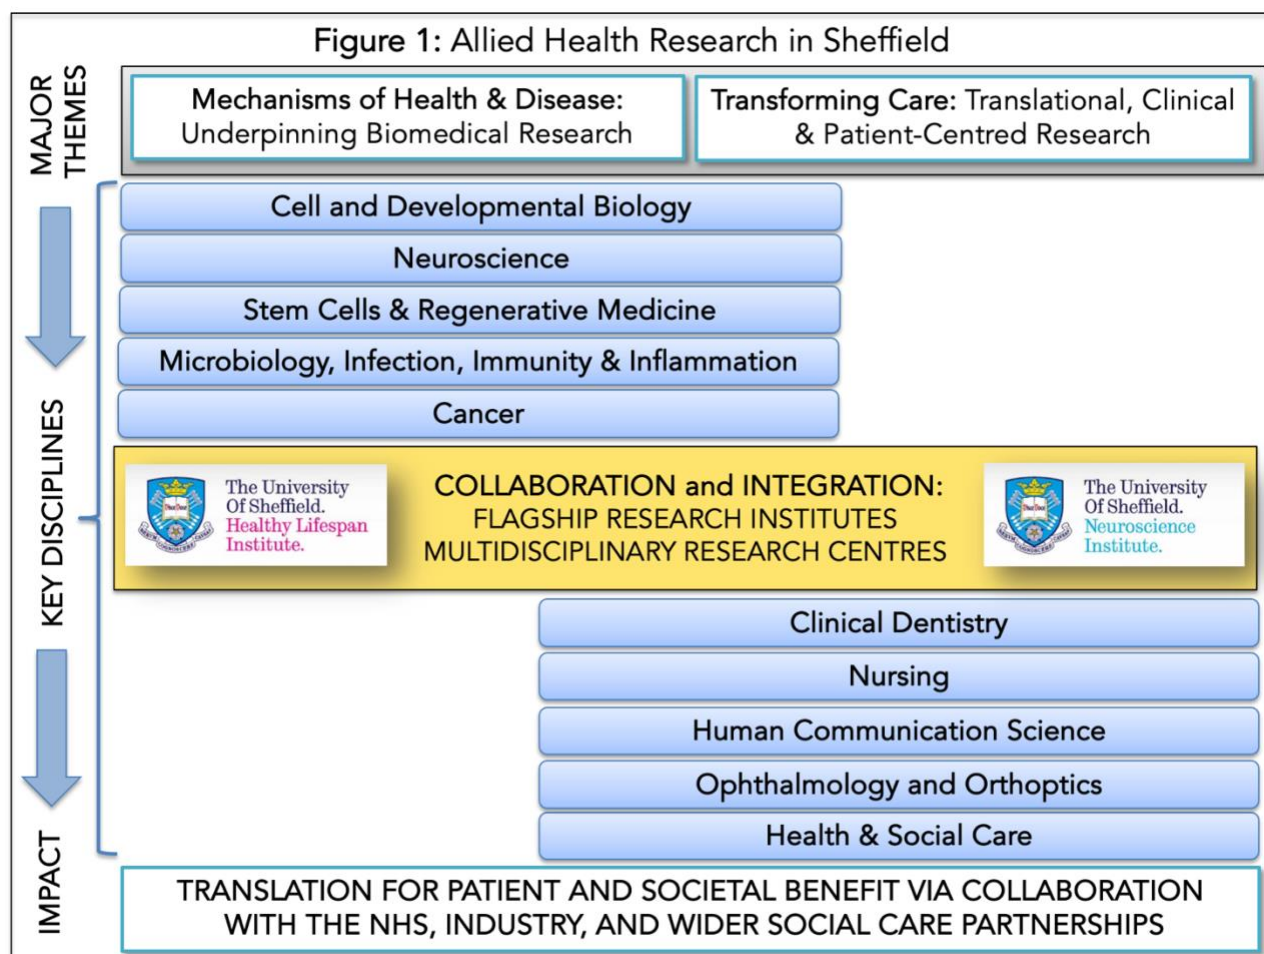 Figure 1: Allied Health Research in Sheffield
MAJOR
THEMES
Mechanisms of Health & Disease:
Underpinning Biomedical Research
Transforming Care: Translational, Clinical
& Patient-Centred Research
KEY DISCIPLINES
Cell and Developmental Biology
Neuroscience
Stem Cells & Regenerative Medicine
Microbiology, Infection, Immunity & Inflammation
Cancer
The University
Of Sheffield.
Healthy Lifespan
Institute.
COLLABORATION and INTEGRATION:
FLAGSHIP RESEARCH INSTITUTES
MULTIDISCIPLINARY RESEARCH CENTRES
The University
Of Sheffield.
Neuroscience
Institute.
Clinical Dentistry
Nursing
Human Communication Science
Ophthalmology and Orthoptics
Health & Social Care
IMPACT
TRANSLATION FOR PATIENT AND SOCIETAL BENEFIT VIA COLLABORATION
WITH THE NHS, INDUSTRY, AND WIDER SOCIAL CARE PARTNERSHIPS